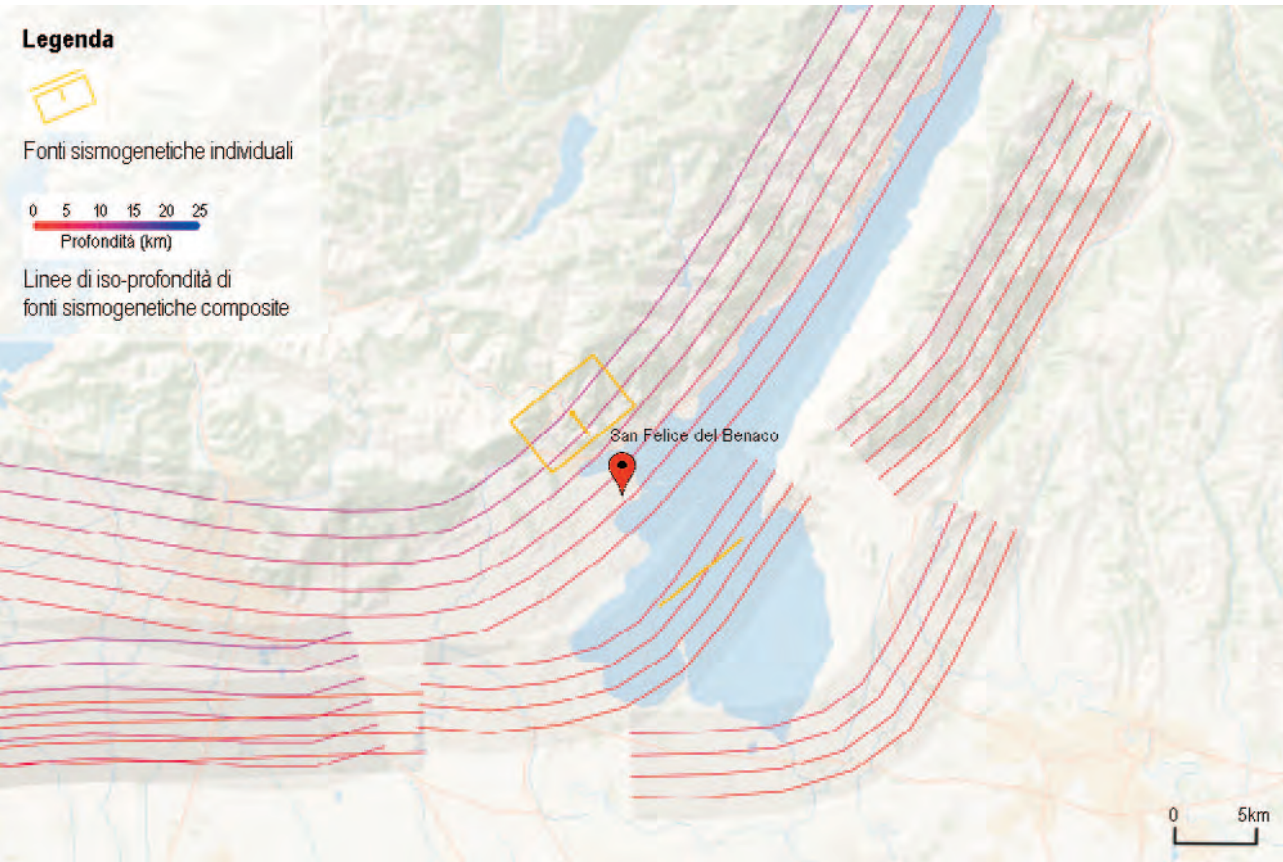 Legenda
Fonti sismogenetiche individuali
0 5 10 15 20 25
Profondità (km)
Linee di iso-profondità di
fonti sismogenetiche composite
San Felice del Benaco
0 5km